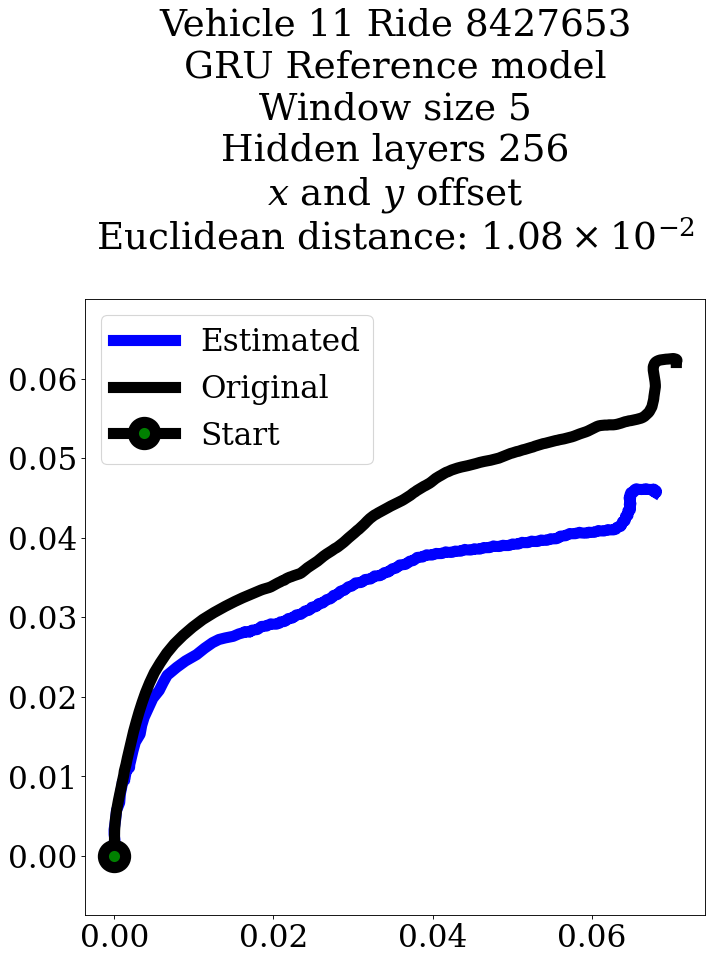 Vehicle 11 Ride 8427653
GRU Reference model
Window size 5
Hidden layers 256
x and y offset
Euclidean distance: 1.08 × 10⁻²
Estimated
Original
Start
0.06
0.05
0.04
0.03
0.02
0.01
0.00
0.00 0.02 0.04 0.06